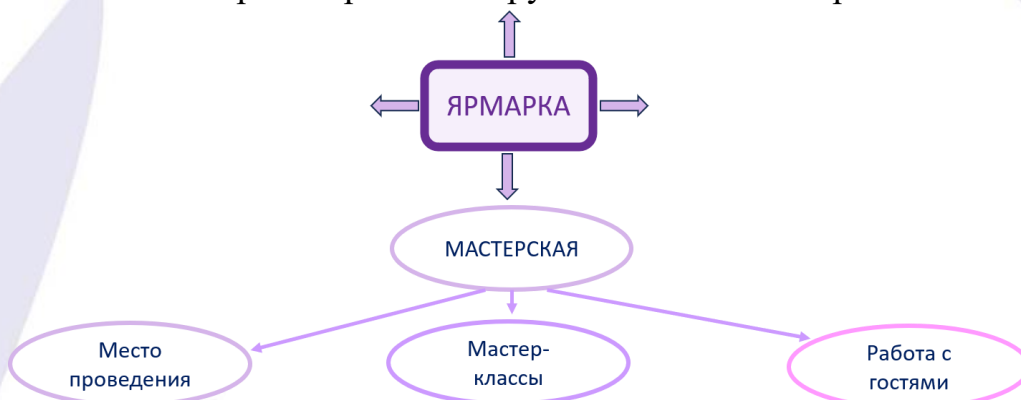 ЯРМАРКА
МАСТЕРСКАЯ
Место
проведения
Мастер-
классы
Работа с
гостями